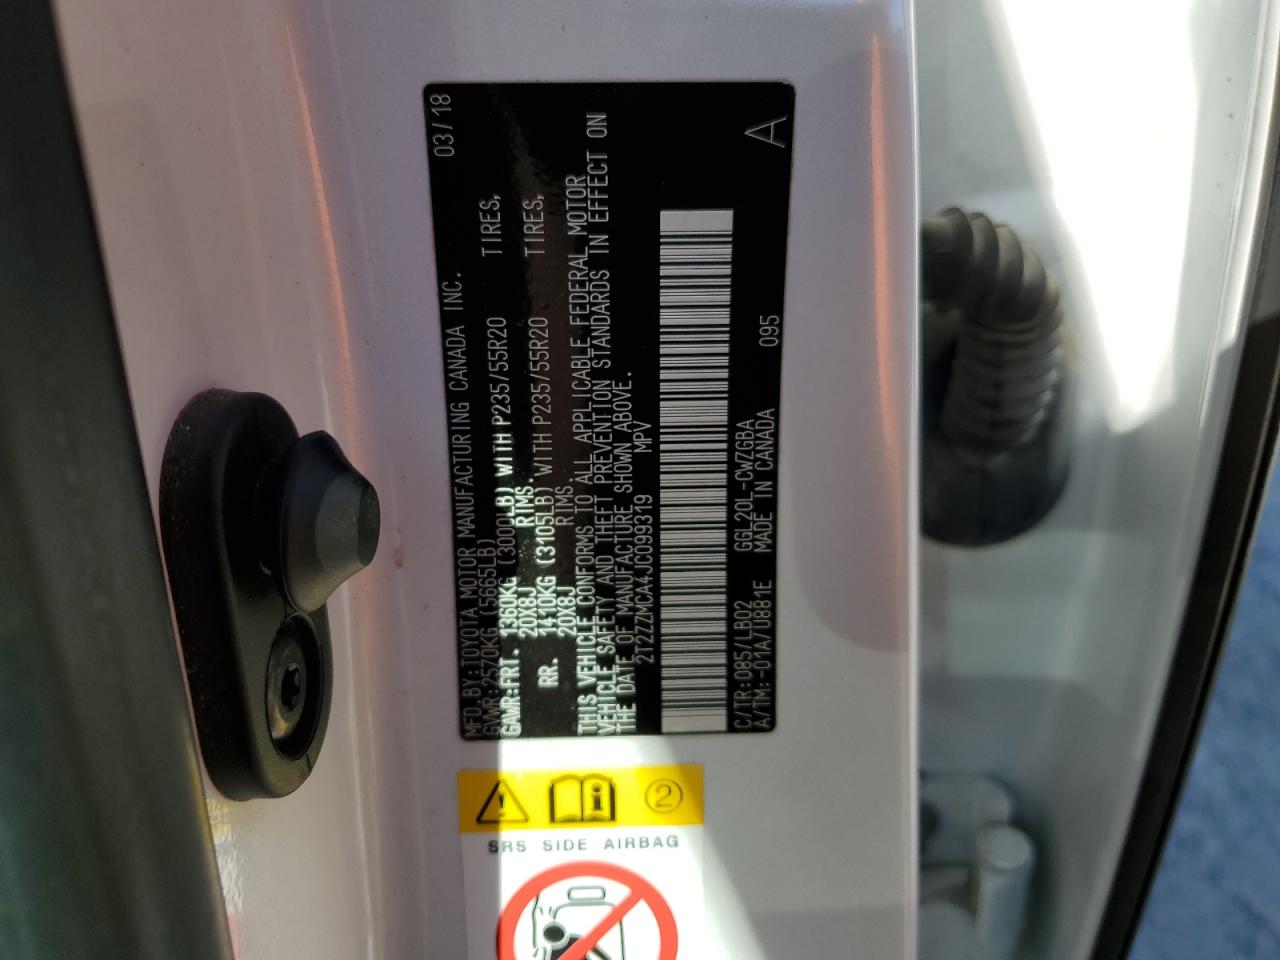 MFD. BY:TOYOTA MOTOR MANUFACTURING CANADA INC. 03/18
GVWR:2570KG (5665LB)
GAWR:FRT. 1360KG (3000LB) WITH P235/55R20 TIRES,
20X8J RIMS.
RR. 1410KG (3105LB) WITH P235/55R20 TIRES,
20X8J RIMS.
THIS VEHICLE CONFORMS TO ALL APPLICABLE FEDERAL MOTOR
VEHICLE SAFETY AND THEFT PREVENTION STANDARDS IN EFFECT ON
THE DATE OF MANUFACTURE SHOWN ABOVE.
2T2ZZMCA4JC099319 MPV
C/TR:085/LB02 GGL20L-CWZGBA 095
A/TM:-01A/U881E MADE IN CANADA A
2
SRS SIDE AIRBAG